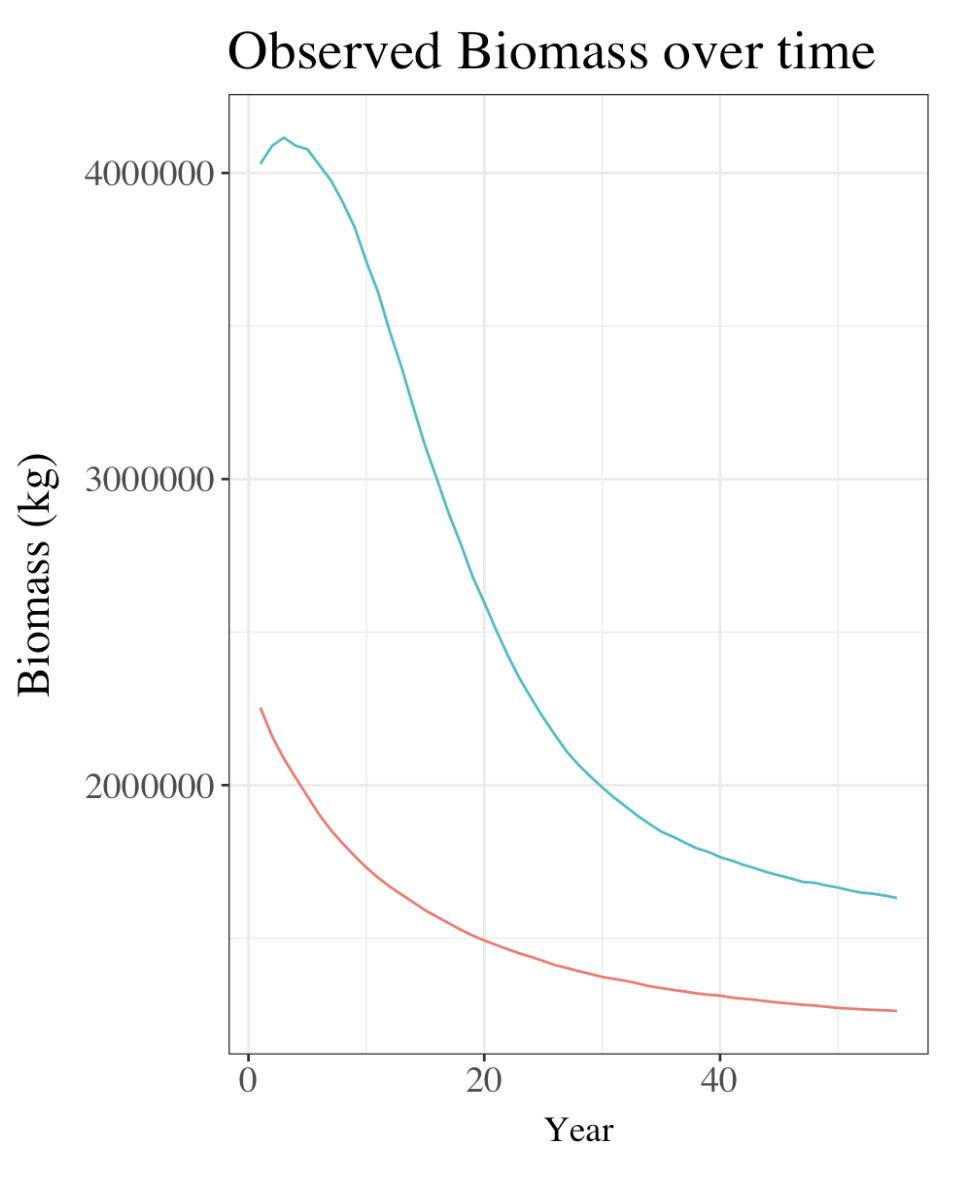 Observed Biomass over time
Biomass (kg)
4000000
3000000
2000000
0 20 40
Year